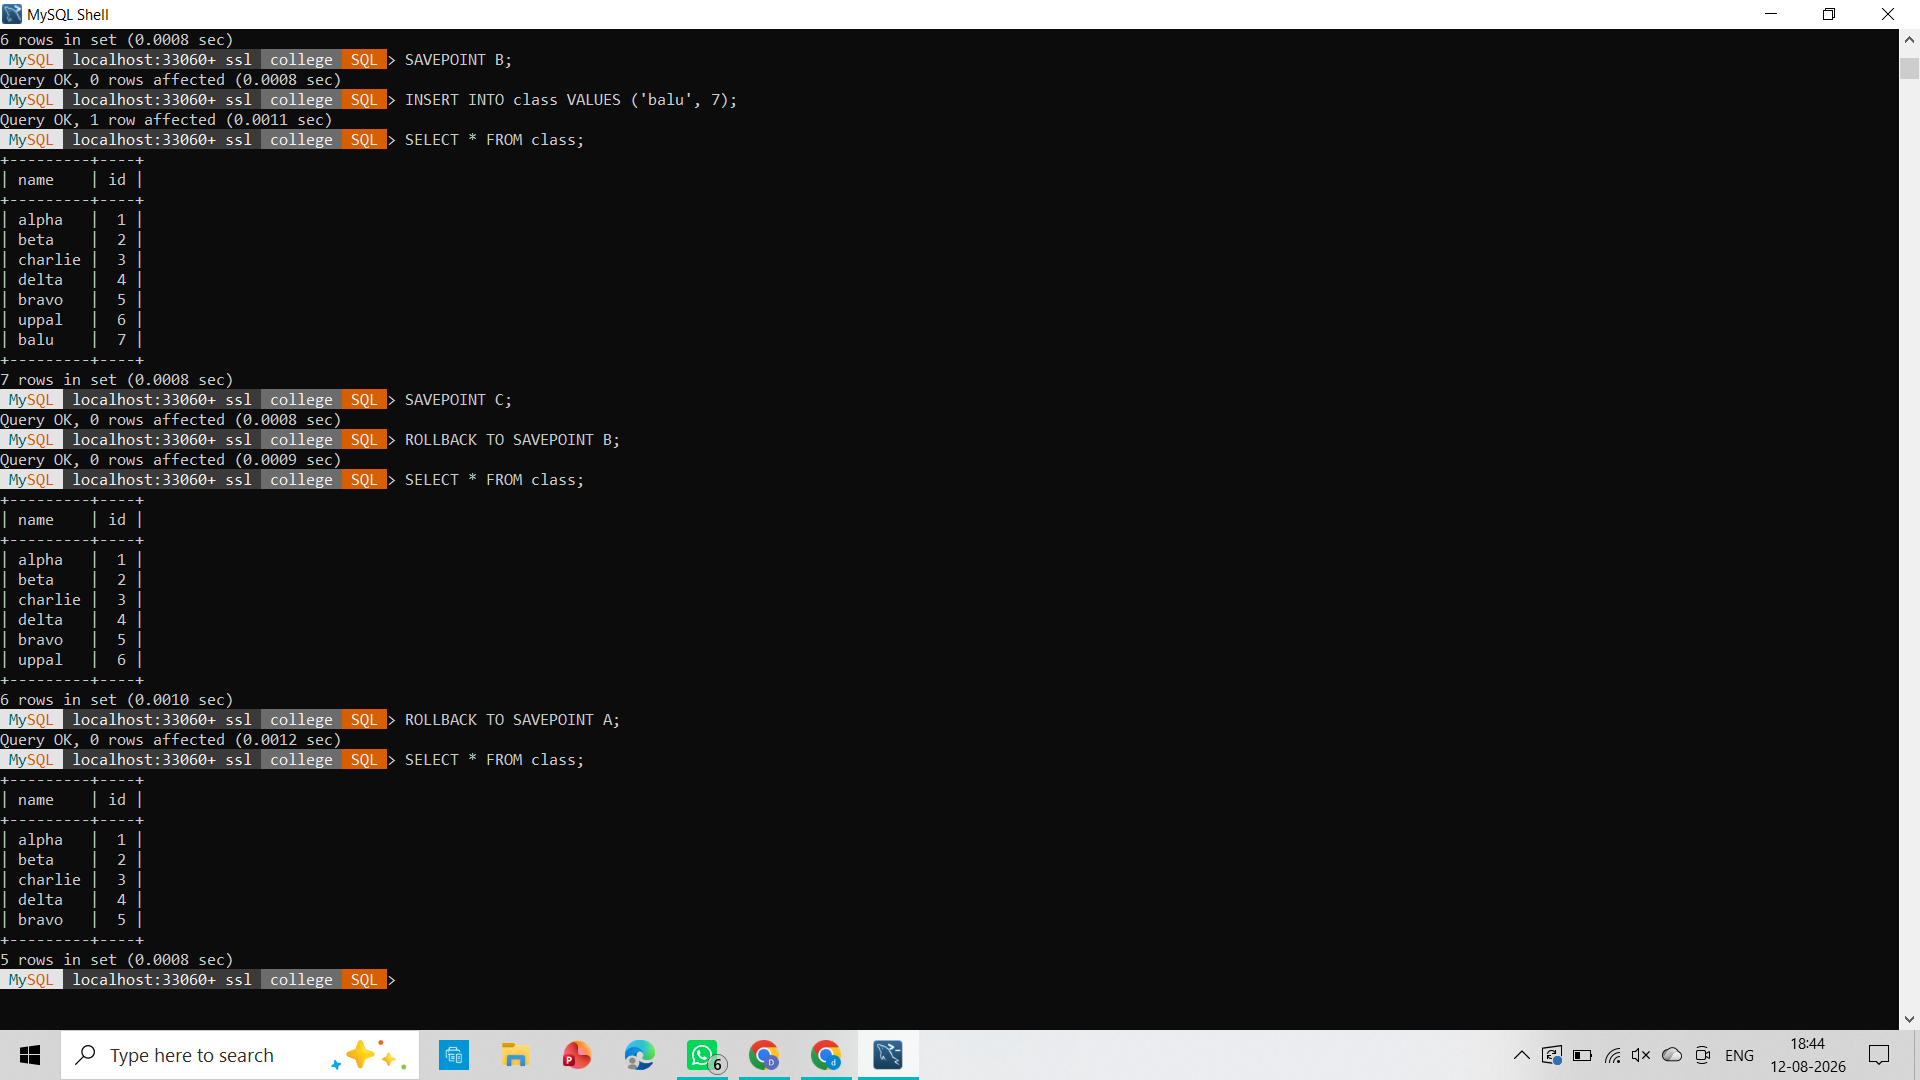 MySQL Shell
6 rows in set (0.0008 sec)
MySQL localhost:33060+ ssl college SQL > SAVEPOINT B;
Query OK, 0 rows affected (0.0008 sec)
MySQL localhost:33060+ ssl college SQL > INSERT INTO class VALUES ('balu', 7);
Query OK, 1 row affected (0.0011 sec)
MySQL localhost:33060+ ssl college SQL > SELECT * FROM class;
+---------+----+
| name    | id |
+---------+----+
| alpha   |  1 |
| beta    |  2 |
| charlie |  3 |
| delta   |  4 |
| bravo   |  5 |
| uppal   |  6 |
| balu    |  7 |
+---------+----+
7 rows in set (0.0008 sec)
MySQL localhost:33060+ ssl college SQL > SAVEPOINT C;
Query OK, 0 rows affected (0.0008 sec)
MySQL localhost:33060+ ssl college SQL > ROLLBACK TO SAVEPOINT B;
Query OK, 0 rows affected (0.0009 sec)
MySQL localhost:33060+ ssl college SQL > SELECT * FROM class;
+---------+----+
| name    | id |
+---------+----+
| alpha   |  1 |
| beta    |  2 |
| charlie |  3 |
| delta   |  4 |
| bravo   |  5 |
| uppal   |  6 |
+---------+----+
6 rows in set (0.0010 sec)
MySQL localhost:33060+ ssl college SQL > ROLLBACK TO SAVEPOINT A;
Query OK, 0 rows affected (0.0012 sec)
MySQL localhost:33060+ ssl college SQL > SELECT * FROM class;
+---------+----+
| name    | id |
+---------+----+
| alpha   |  1 |
| beta    |  2 |
| charlie |  3 |
| delta   |  4 |
| bravo   |  5 |
+---------+----+
5 rows in set (0.0008 sec)
MySQL localhost:33060+ ssl college SQL >
Type here to search
6
ENG
18:44
12-08-2026